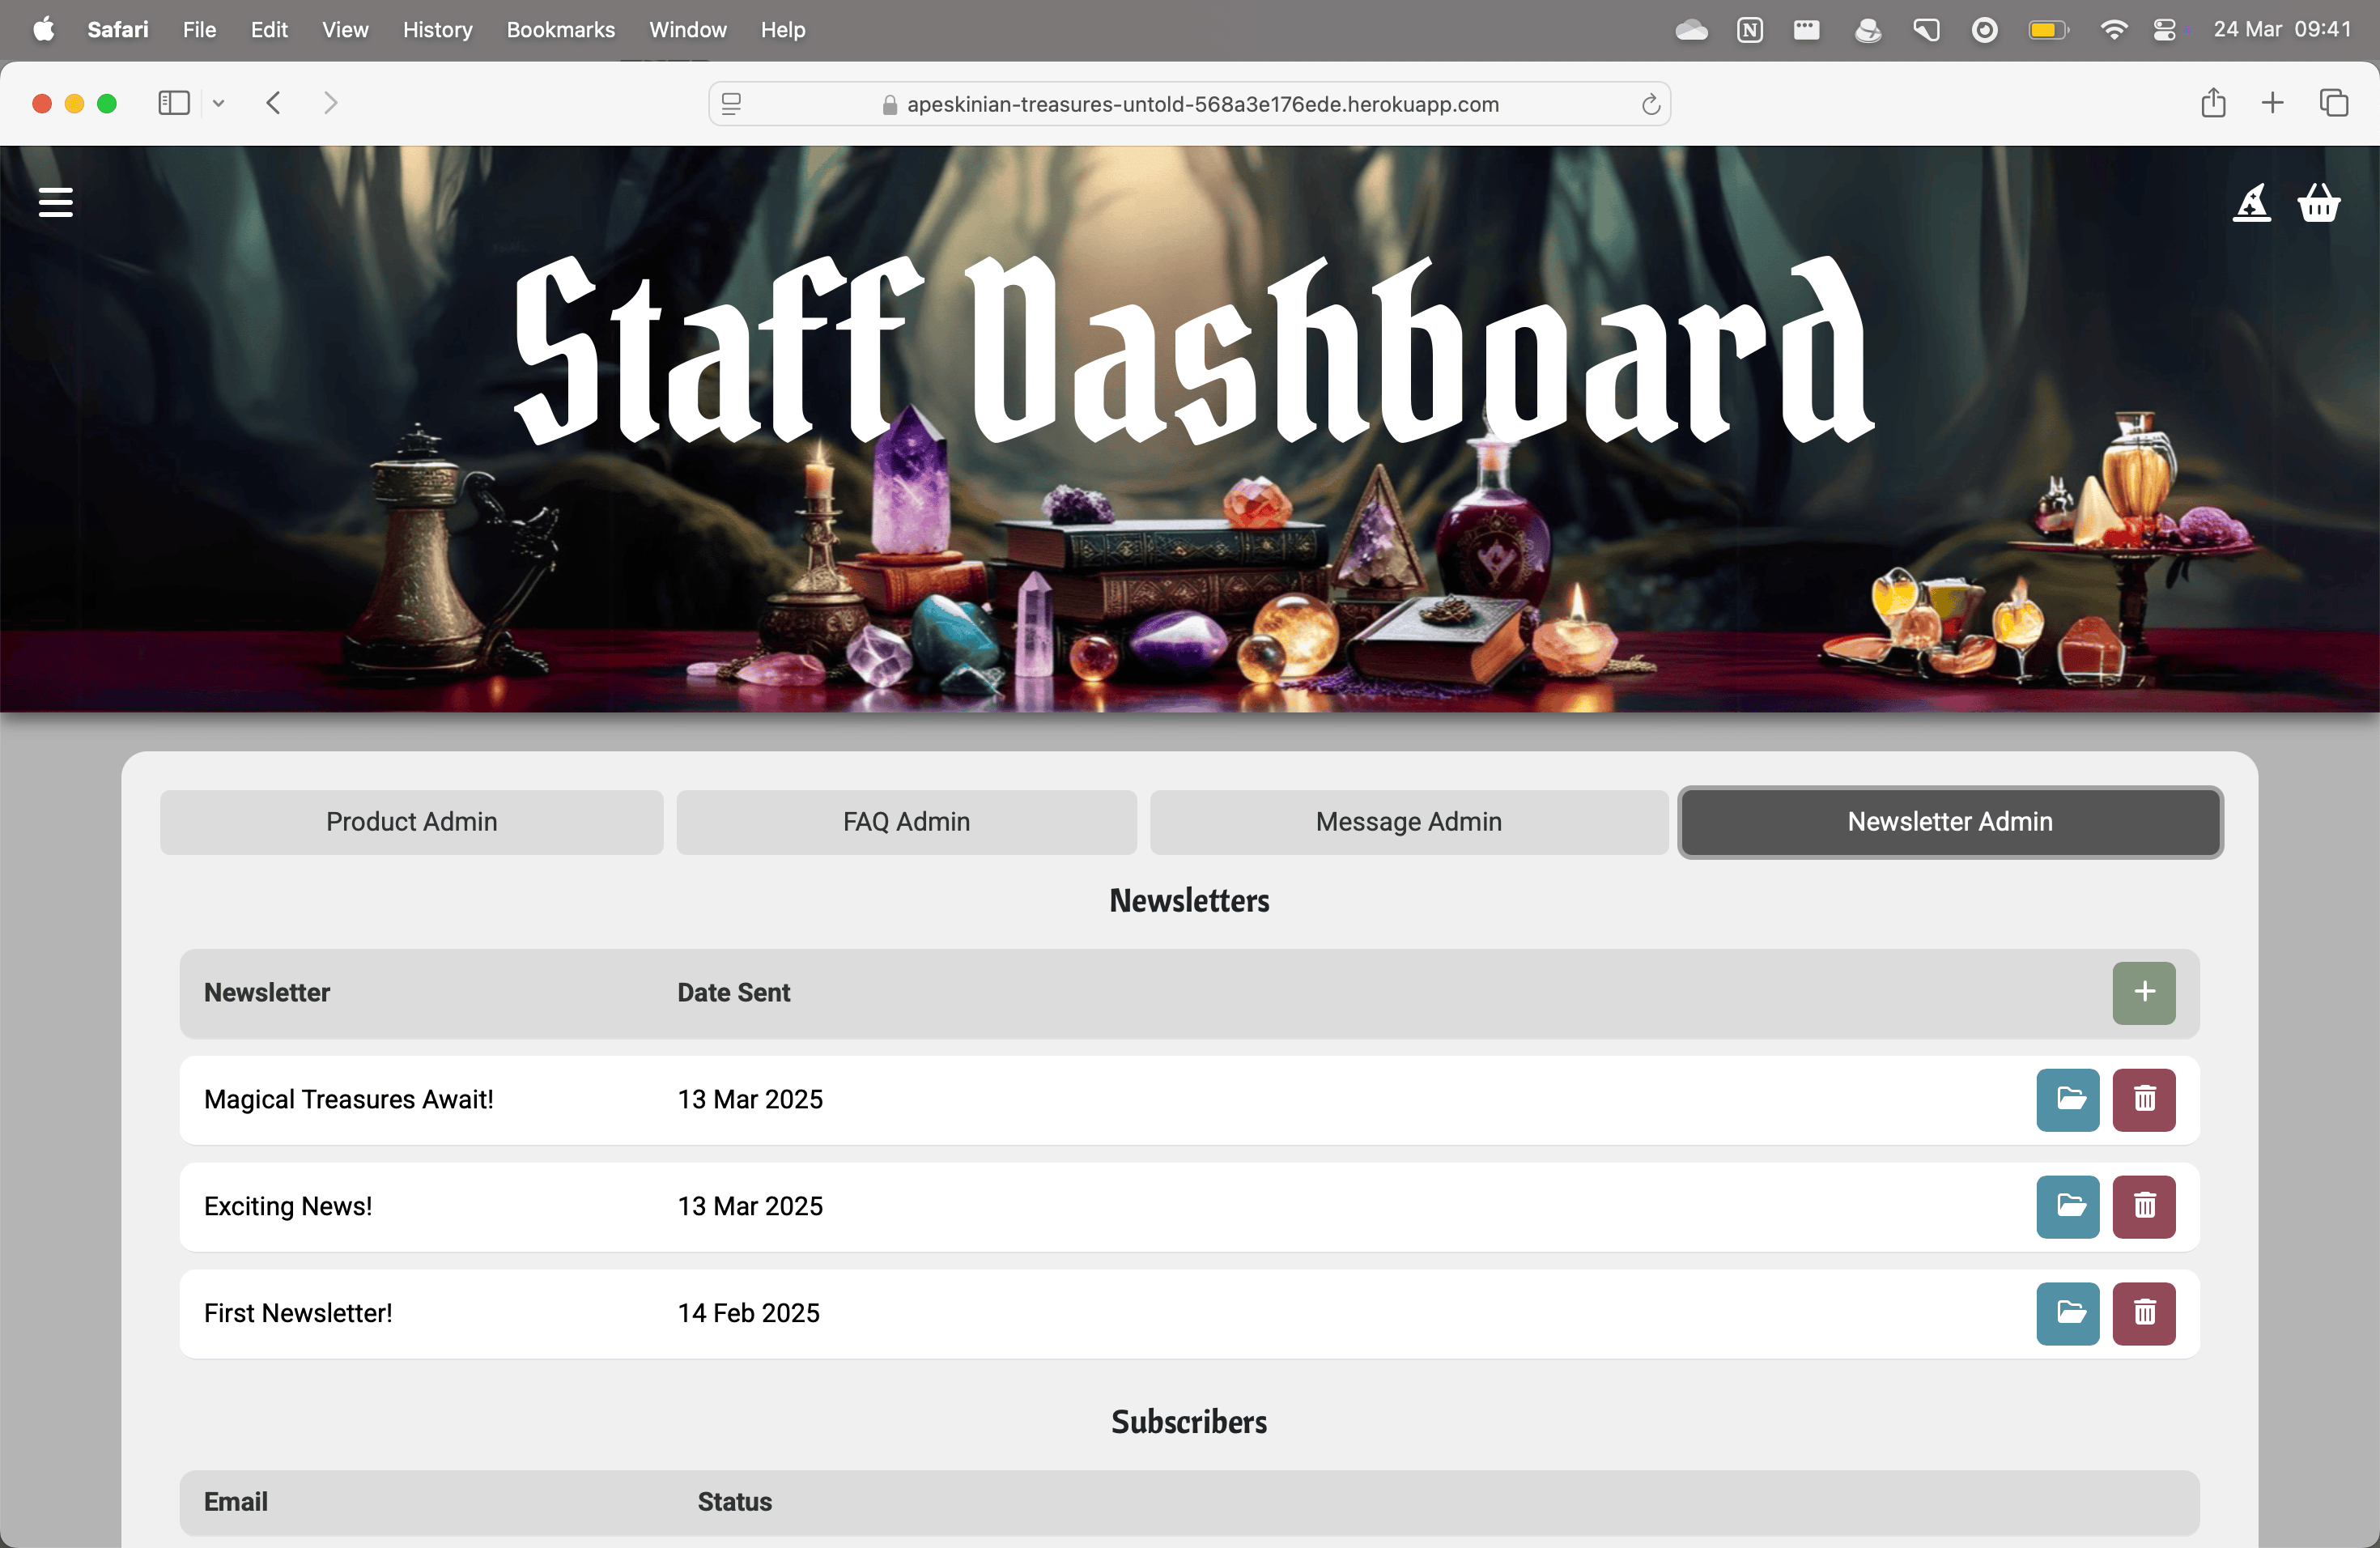 Safari File Edit View History Bookmarks Window Help 24 Mar 09:41
apeskinian-treasures-untold-568a3e176ede.herokuapp.com
Staff Dashboard
Product Admin FAQ Admin Message Admin Newsletter Admin
Newsletters
Newsletter Date Sent
Magical Treasures Await! 13 Mar 2025
Exciting News! 13 Mar 2025
First Newsletter! 14 Feb 2025
Subscribers
Email Status